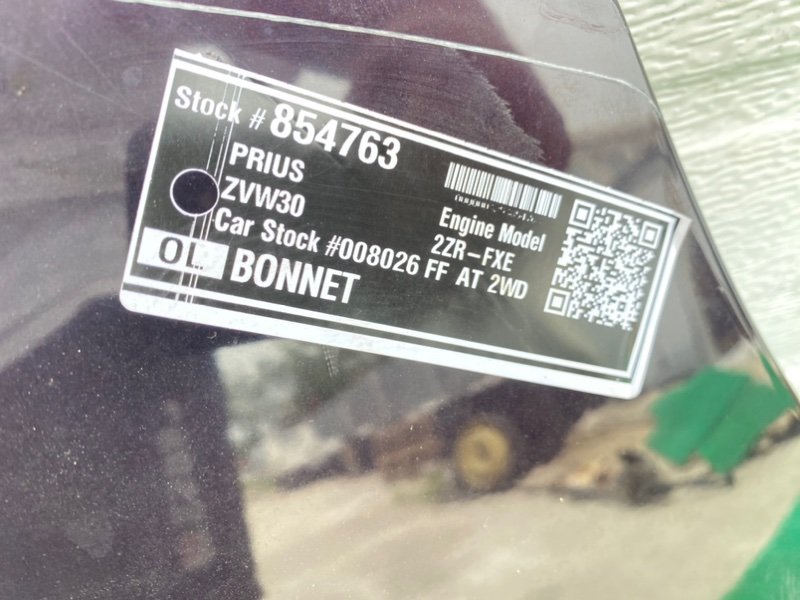 Stock # 854763
PRIUS
ZVW30
Engine Model
2ZR-FXE
Car Stock #008026 FF AT 2WD
OL BONNET